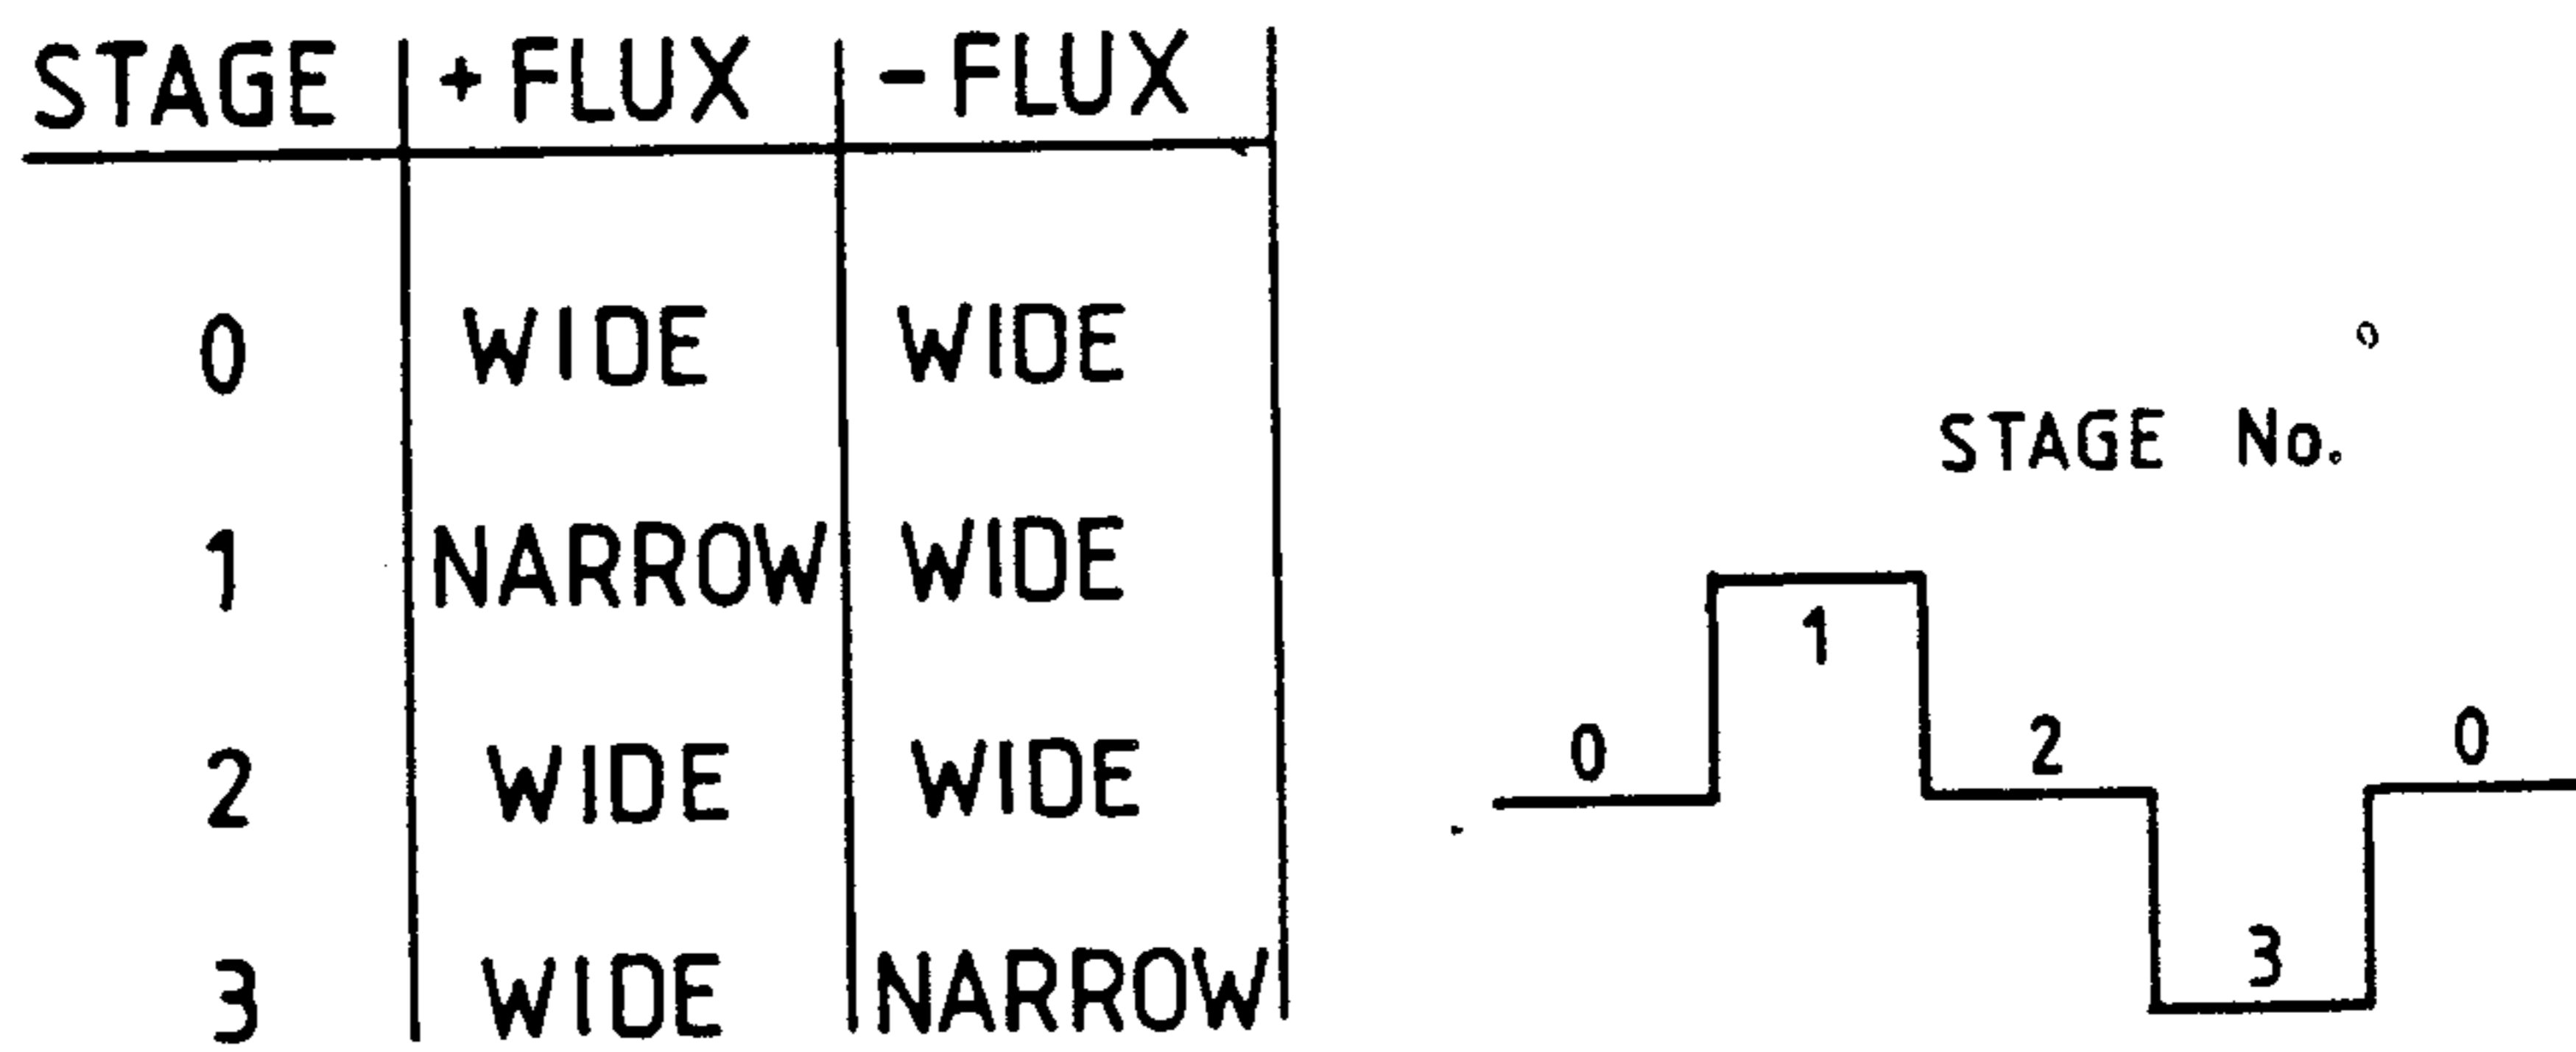 STAGE +FLUX -FLUX
0 WIDE WIDE
1 NARROW WIDE
2 WIDE WIDE
3 WIDE NARROW
STAGE No.
1
0 2 0
3